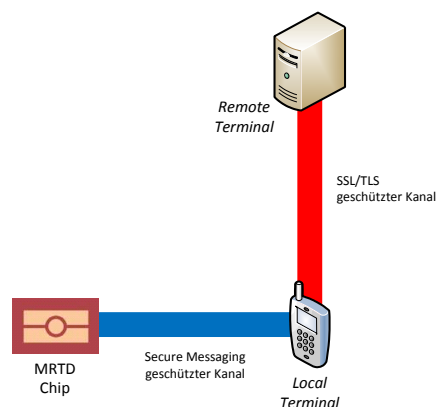 Remote
Terminal
SSL/TLS
geschützter Kanal
MRTD
Chip
Secure Messaging
geschützter Kanal
Local
Terminal